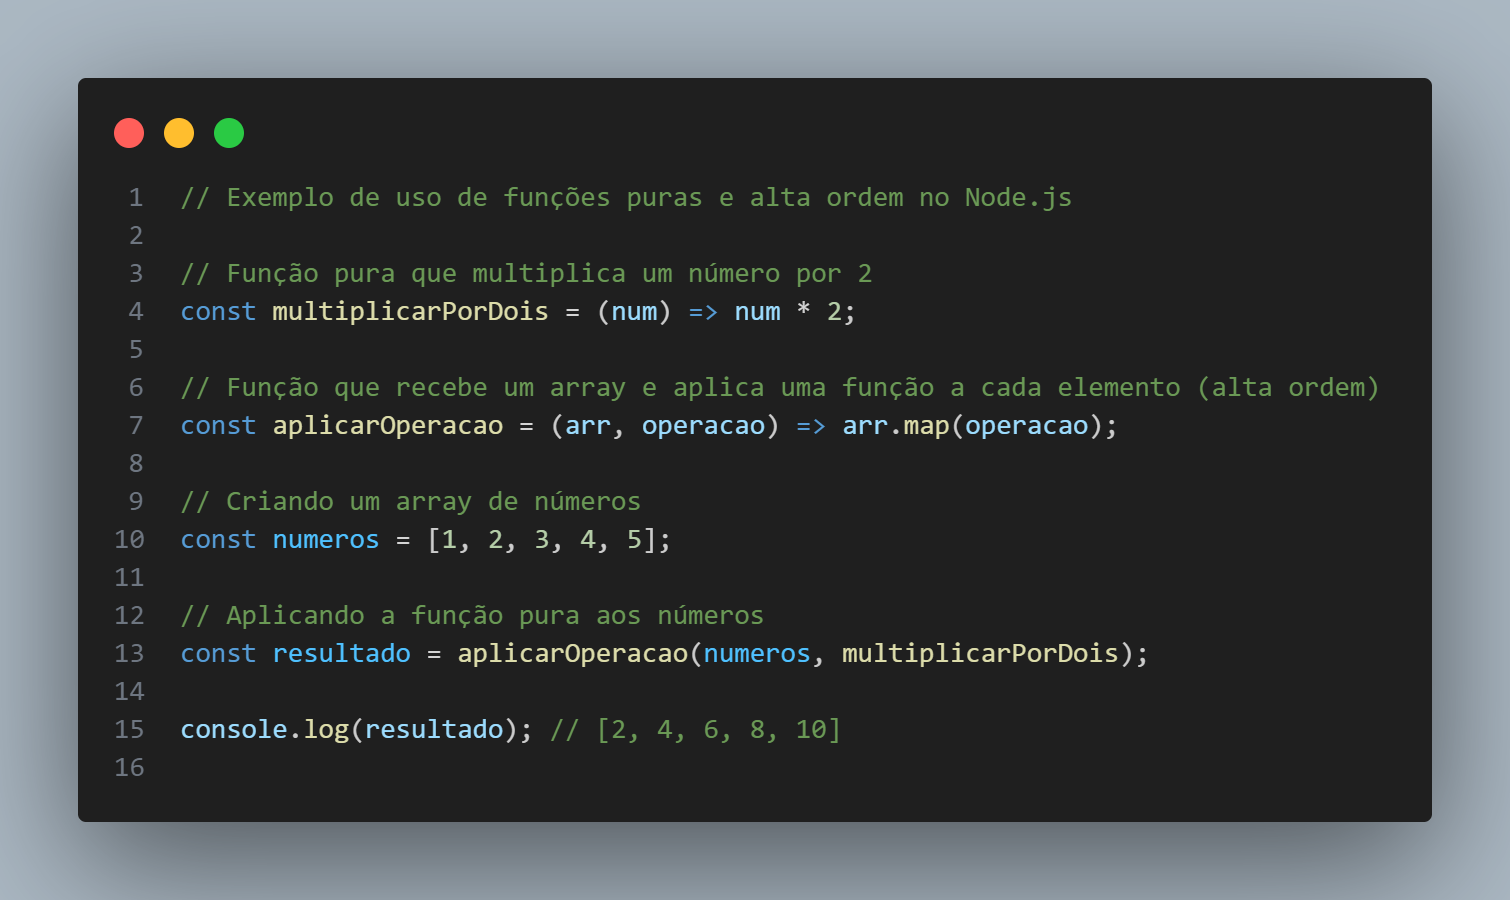 1 // Exemplo de uso de funções puras e alta ordem no Node.js
2
3 // Função pura que multiplica um número por 2
4 const multiplicarPorDois = (num) => num * 2;
5
6 // Função que recebe um array e aplica uma função a cada elemento (alta ordem)
7 const aplicarOperacao = (arr, operacao) => arr.map(operacao);
8
9 // Criando um array de números
10 const numeros = [1, 2, 3, 4, 5];
11
12 // Aplicando a função pura aos números
13 const resultado = aplicarOperacao(numeros, multiplicarPorDois);
14
15 console.log(resultado); // [2, 4, 6, 8, 10]
16